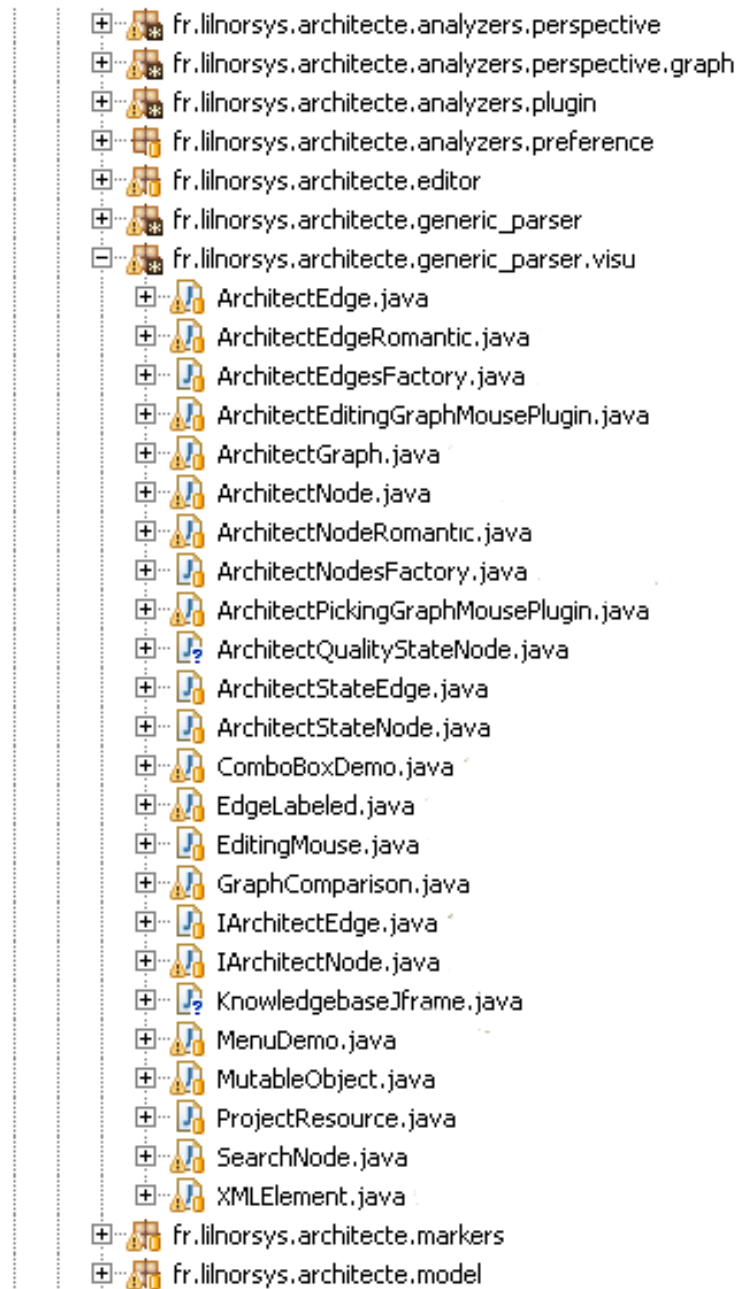 fr.lilnorsys.architecte.analyzers.perspective
fr.lilnorsys.architecte.analyzers.perspective.graph
fr.lilnorsys.architecte.analyzers.plugin
fr.lilnorsys.architecte.analyzers.preference
fr.lilnorsys.architecte.editor
fr.lilnorsys.architecte.generic_parser
fr.lilnorsys.architecte.generic_parser.visu
ArchitectEdge.java
ArchitectEdgeRomantic.java
ArchitectEdgesFactory.java
ArchitectEditingGraphMousePlugin.java
ArchitectGraph.java
ArchitectNode.java
ArchitectNodeRomantic.java
ArchitectNodesFactory.java
ArchitectPickingGraphMousePlugin.java
ArchitectQualityStateNode.java
ArchitectStateEdge.java
ArchitectStateNode.java
ComboBoxDemo.java
EdgeLabeled.java
EditingMouse.java
GraphComparison.java
IArchitectEdge.java
IArchitectNode.java
KnowledgebaseJframe.java
MenuDemo.java
MutableObject.java
ProjectResource.java
SearchNode.java
XMLElement.java
fr.lilnorsys.architecte.markers
fr.lilnorsys.architecte.model